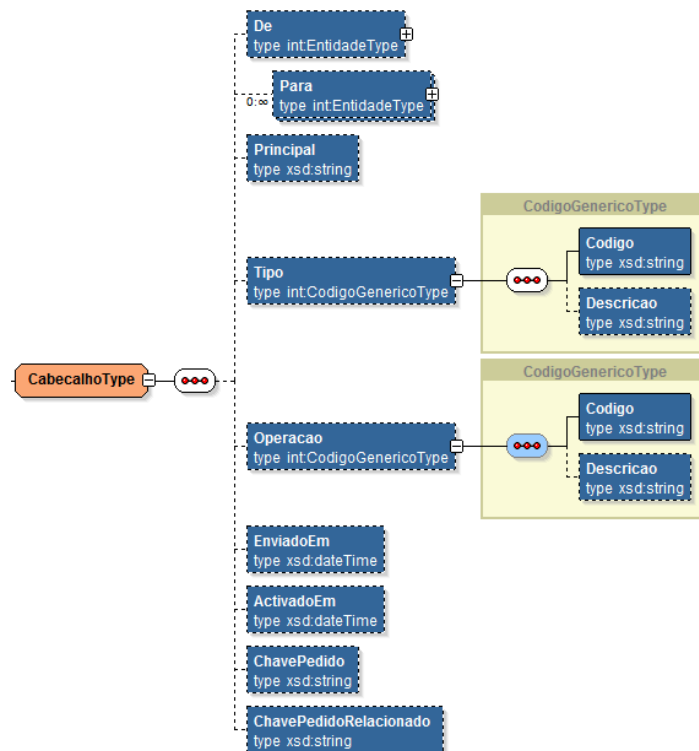 De
type int:EntidadeType
Para
0:∞
type int:EntidadeType
Principal
type xsd:string
CodigoGenericoType
Codigo
type xsd:string
Tipo
type int:CodigoGenericoType
Descricao
type xsd:string
CabecalhoType
CodigoGenericoType
Codigo
type xsd:string
Operacao
type int:CodigoGenericoType
Descricao
type xsd:string
EnviadoEm
type xsd:dateTime
ActivadoEm
type xsd:dateTime
ChavePedido
type xsd:string
ChavePedidoRelacionado
type xsd:string